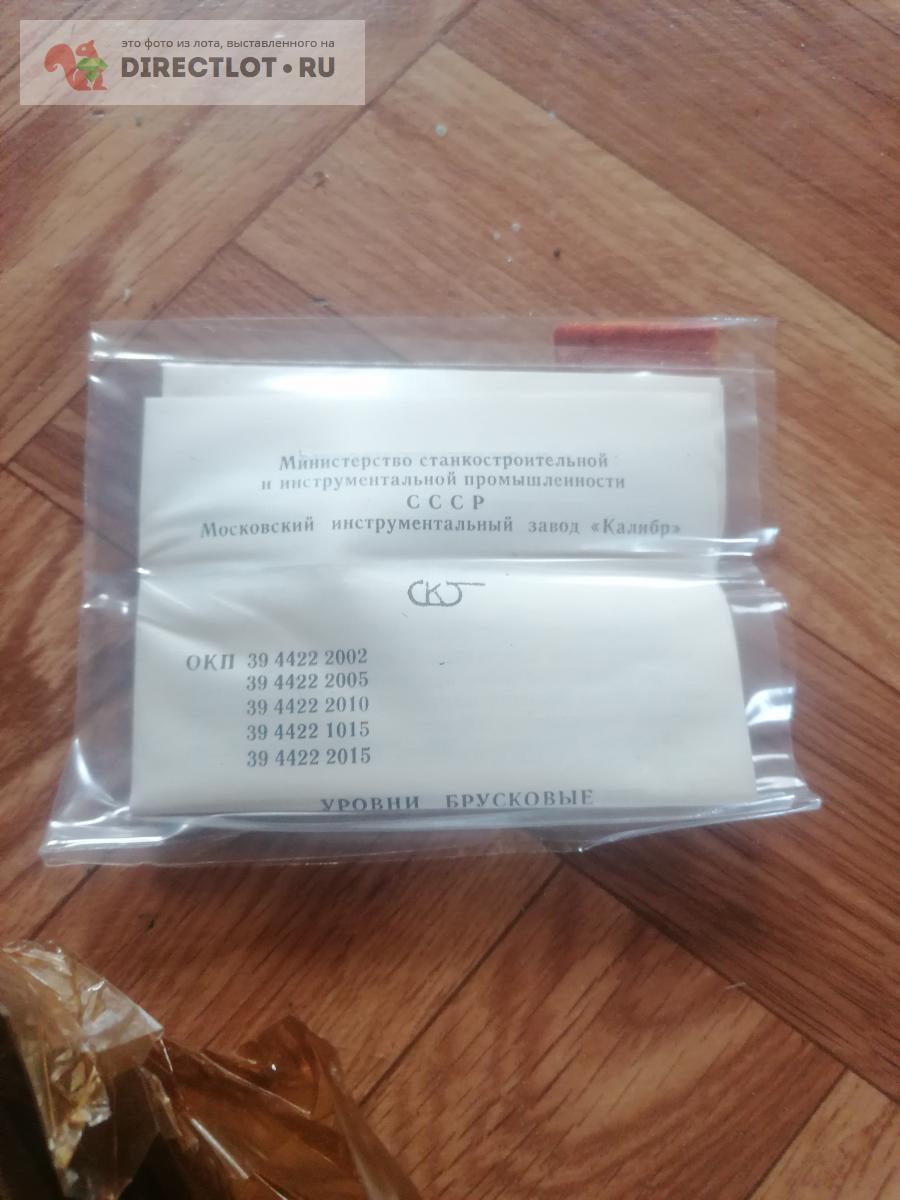 это фото из лота, выставленного на
DIRECTLOT•RU
Министерство станкостроительной
и инструментальной промышленности
СССР
Московский инструментальный завод «Калибр»
ОКП 39 4422 2002
39 4422 2005
39 4422 2010
39 4422 1015
39 4422 2015
УРОВНИ БРУСКОВЫЕ